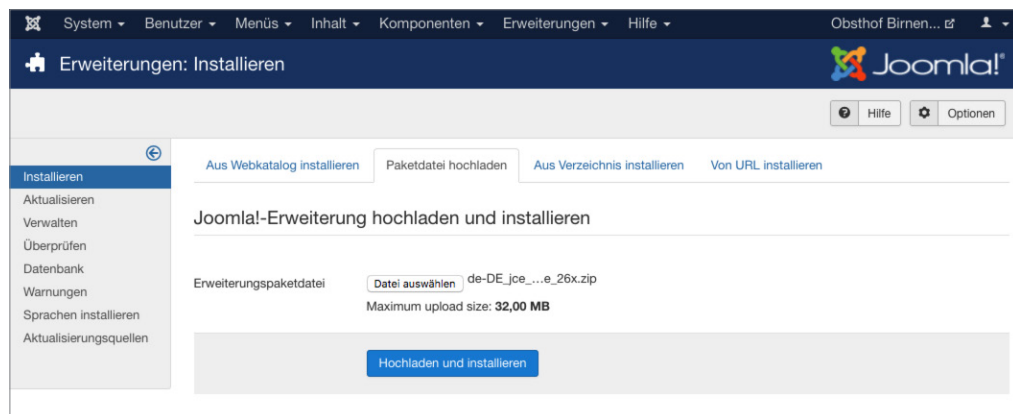 System Benutzer Menüs Inhalt Komponenten Erweiterungen Hilfe Obsthof Birnen...
Erweiterungen: Installieren Joomla!®
Hilfe Optionen
Aus Webkatalog installieren Paketdatei hochladen Aus Verzeichnis installieren Von URL installieren
Installieren
Aktualisieren
Verwalten
Überprüfen
Datenbank
Warnungen
Sprachen installieren
Aktualisierungsquellen
Joomla!-Erweiterung hochladen und installieren
Erweiterungspaketdatei Datei auswählen de-DE_jce_...e_26x.zip
Maximum upload size: 32,00 MB
Hochladen und installieren